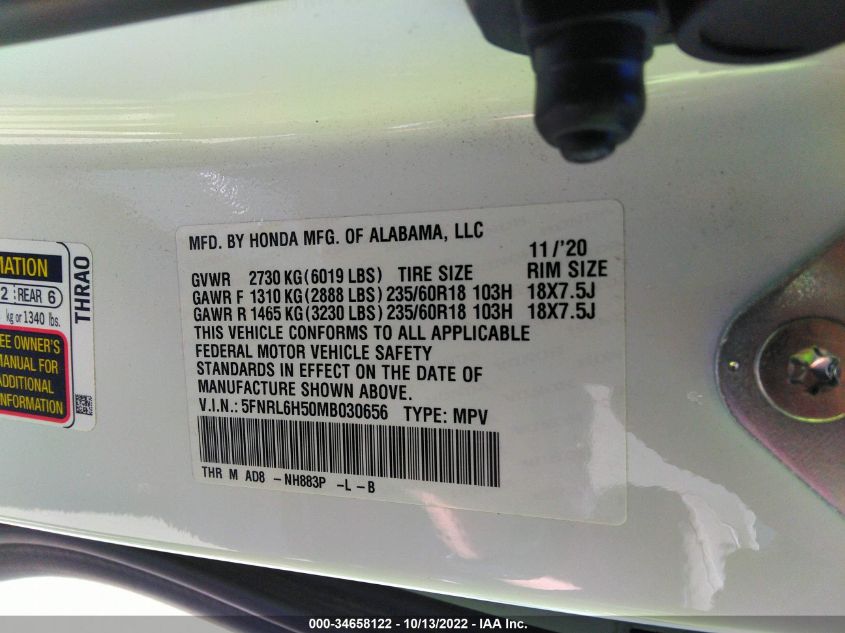 MATION
2 REAR 6
kg or 1340 lbs.
THRAO
EE OWNER'S
MANUAL FOR
ADDITIONAL
INFORMATION
MFD. BY HONDA MFG. OF ALABAMA, LLC
11/'20
GVWR 2730 KG (6019 LBS) TIRE SIZE RIM SIZE
GAWR F 1310 KG (2888 LBS) 235/60R18 103H 18X7.5J
GAWR R 1465 KG (3230 LBS) 235/60R18 103H 18X7.5J
THIS VEHICLE CONFORMS TO ALL APPLICABLE
FEDERAL MOTOR VEHICLE SAFETY
STANDARDS IN EFFECT ON THE DATE OF
MANUFACTURE SHOWN ABOVE.
V.I.N.: 5FNRL6H50MB030656 TYPE: MPV
THR M AD8 - NH883P - L - B
000-34658122 - 10/13/2022 - IAA Inc.